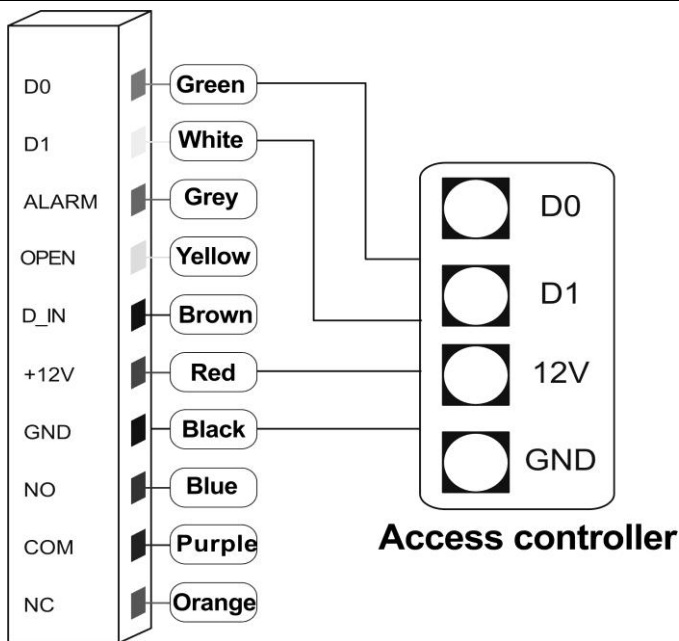 D0 Green
D1 White
ALARM Grey
OPEN Yellow
D_IN Brown
+12V Red
GND Black
NO Blue
COM Purple
NC Orange
D0
D1
12V
GND
Access controller